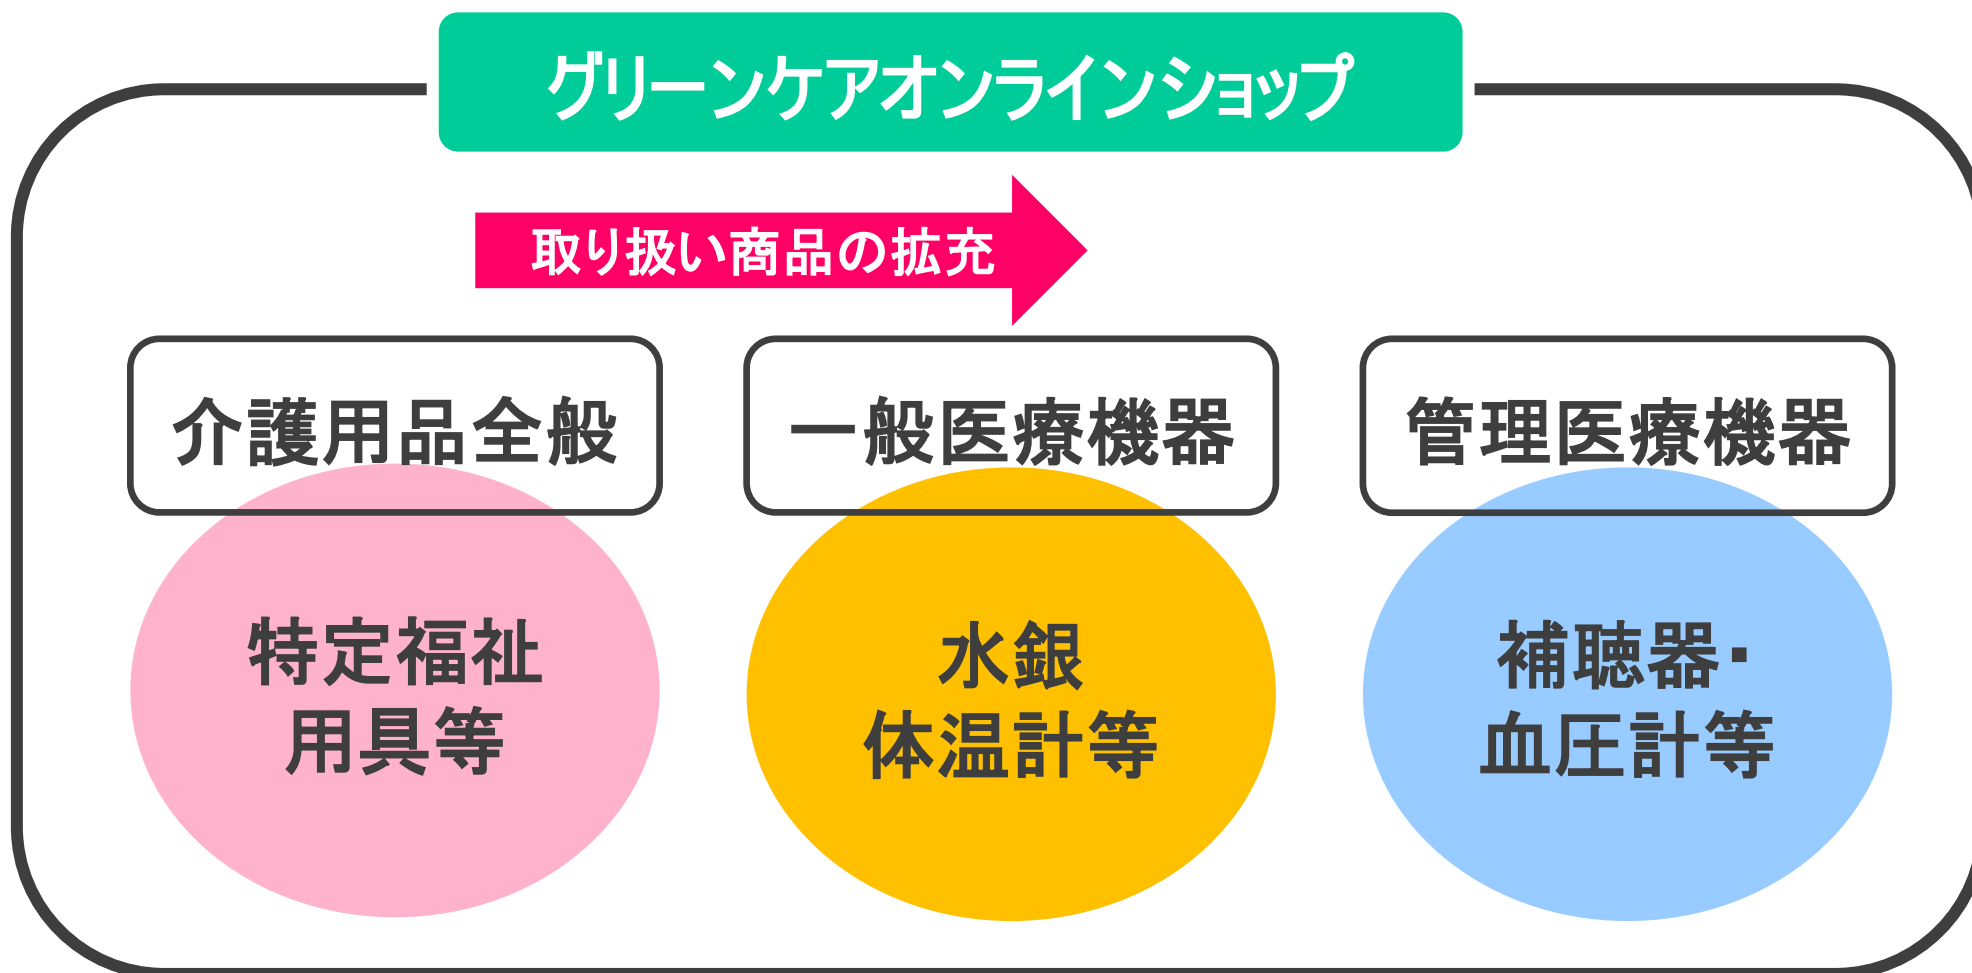 グリーンケアオンラインショップ
取り扱い商品の拡充
介護用品全般
一般医療機器
管理医療機器
特定福祉
用具等
水銀
体温計等
補聴器・
血圧計等